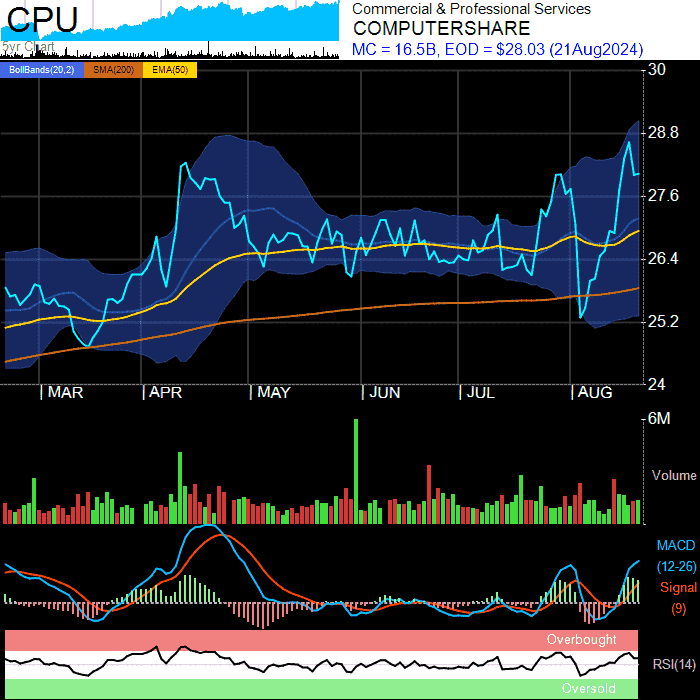 CPU
5yr Chart
Commercial & Professional Services
COMPUTERSHARE
MC = 16.5B, EOD = $28.03 (21Aug2024)
BollBands(20,2) SMA(200) EMA(50)
30
28.8
27.6
26.4
25.2
24
MAR APR MAY JUN JUL AUG
6M
Volume
MACD
(12-26)
Signal
(9)
Overbought
RSI(14)
Oversold